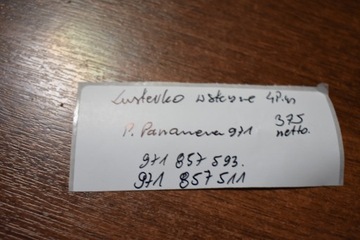 Lusterko wsteczne 4Pin
P. Panamera 971 375 netto.
971 857 593.
971 857 511